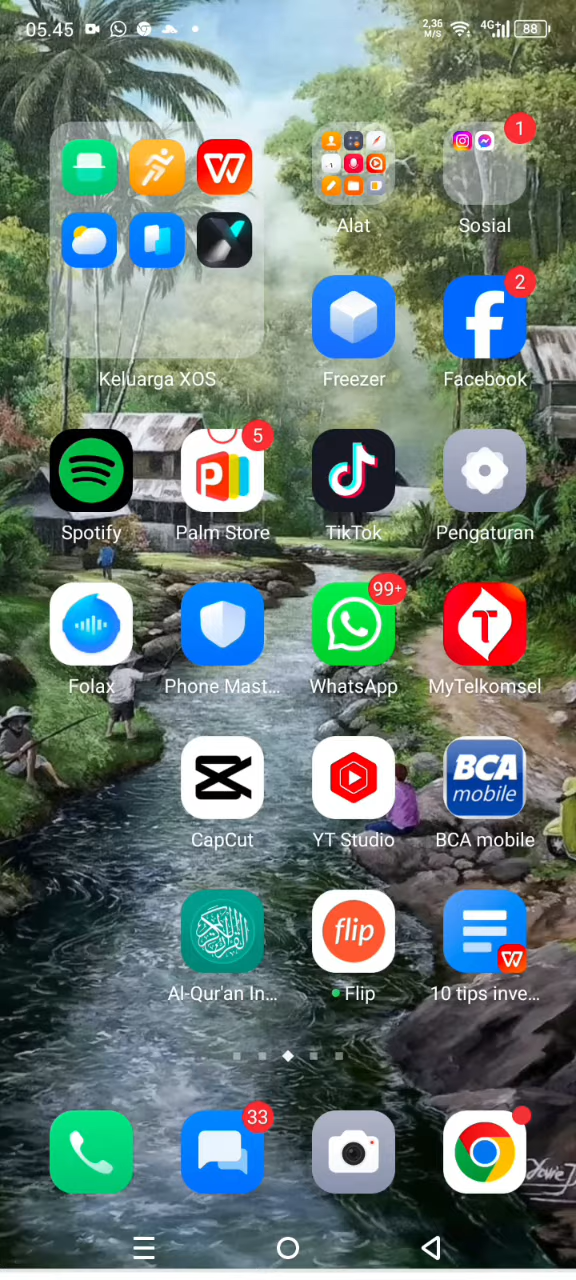 05.45
2,36
M/S
4G+
88
1
Alat
Sosial
2
Keluarga XOS
Freezer
Facebook
5
Spotify
Palm Store
TikTok
Pengaturan
99+
T
Folax
Phone Mast...
WhatsApp
MyTelkomsel
BCA
mobile
CapCut
YT Studio
BCA mobile
flip
Al-Qur'an In...
Flip
10 tips inve...
33